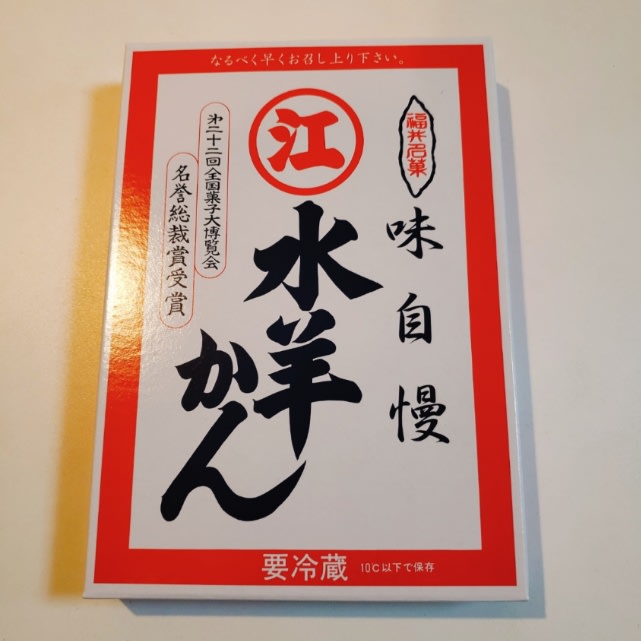 なるべく早くお召し上り下さい。
福井名菓
味自慢
江
水羊かん
第二十二回全国菓子大博覧会
名誉総裁賞受賞
要冷蔵 10℃以下で保存